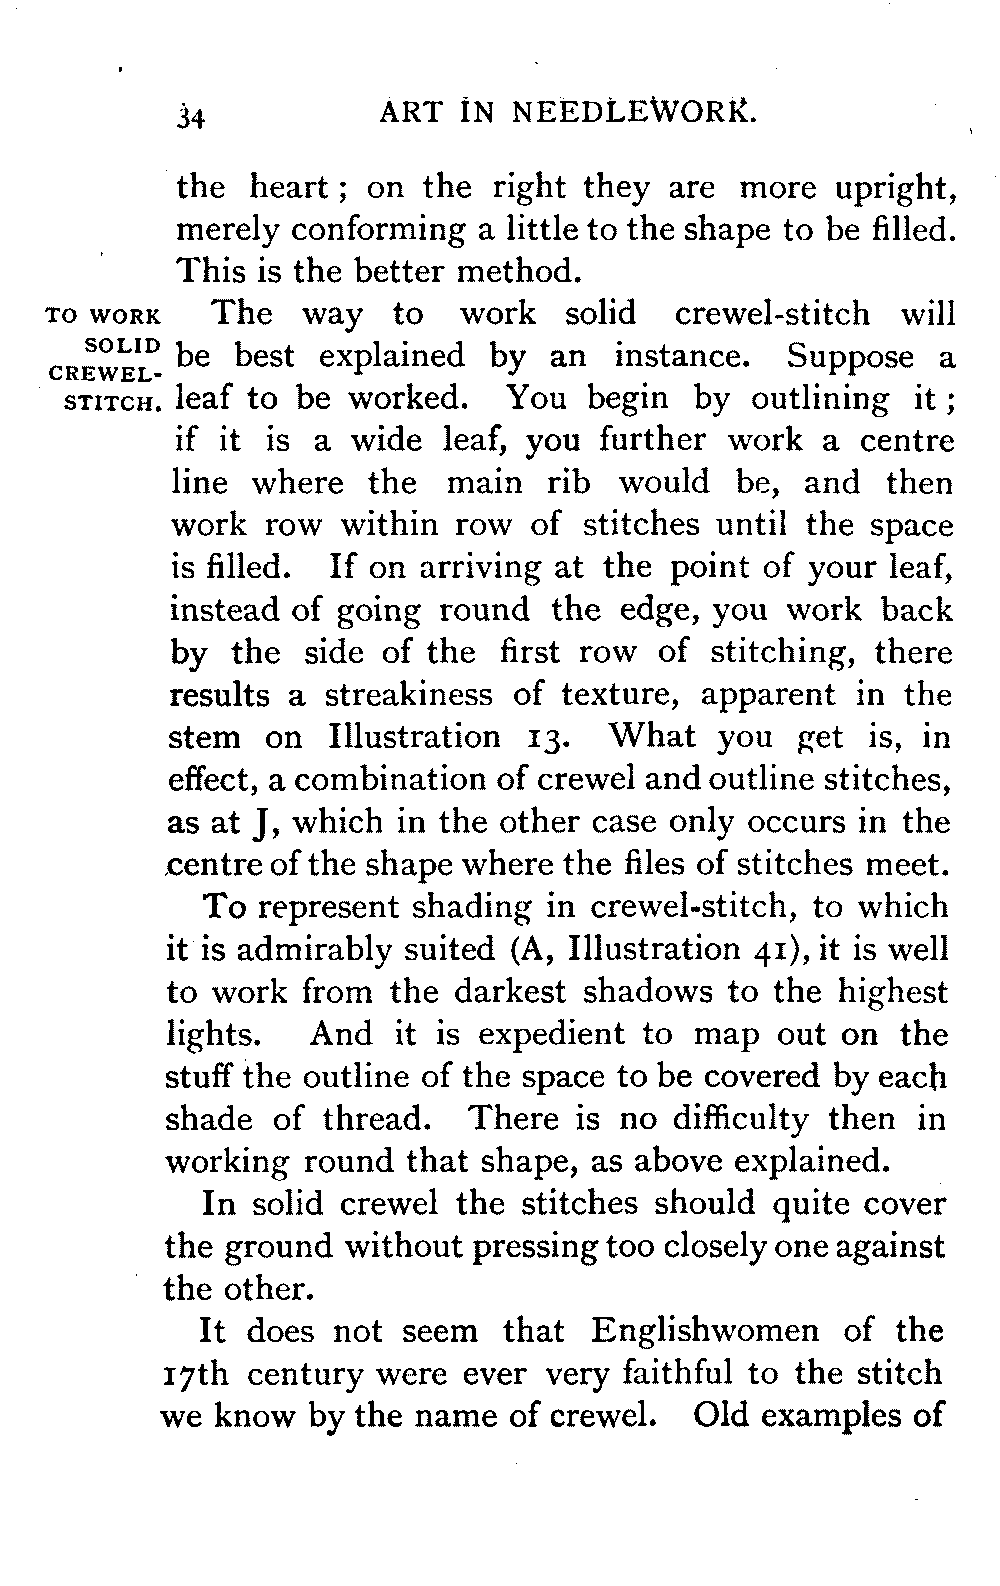 34 ART IN NEEDLEWORK.
the heart ; on the right they are more upright,
merely conforming a little to the shape to be filled.
This is the better method.
TO WORK
SOLID
CREWEL-
STITCH.
The way to work solid crewel-stitch will
be best explained by an instance. Suppose a
leaf to be worked. You begin by outlining it ;
if it is a wide leaf, you further work a centre
line where the main rib would be, and then
work row within row of stitches until the space
is filled. If on arriving at the point of your leaf,
instead of going round the edge, you work back
by the side of the first row of stitching, there
results a streakiness of texture, apparent in the
stem on Illustration 13. What you get is, in
effect, a combination of crewel and outline stitches,
as at J, which in the other case only occurs in the
centre of the shape where the files of stitches meet.
To represent shading in crewel-stitch, to which
it is admirably suited (A, Illustration 41), it is well
to work from the darkest shadows to the highest
lights. And it is expedient to map out on the
stuff the outline of the space to be covered by each
shade of thread. There is no difficulty then in
working round that shape, as above explained.
In solid crewel the stitches should quite cover
the ground without pressing too closely one against
the other.
It does not seem that Englishwomen of the
17th century were ever very faithful to the stitch
we know by the name of crewel. Old examples of